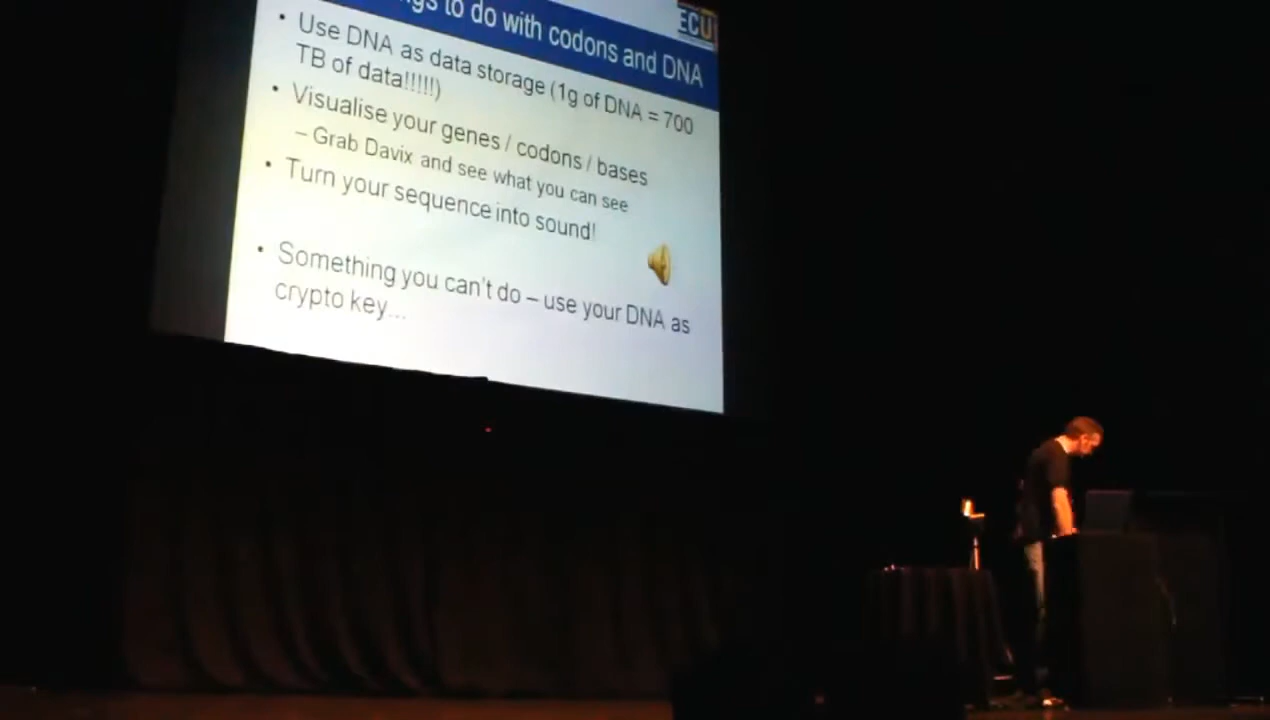 to do with codons and DNA
ECU
• Use DNA as data storage (1g of DNA = 700
TB of data!!!!!)
• Visualise your genes / codons / bases
– Grab Davix and see what you can see
• Turn your sequence into sound!
• Something you can't do – use your DNA as
crypto key...